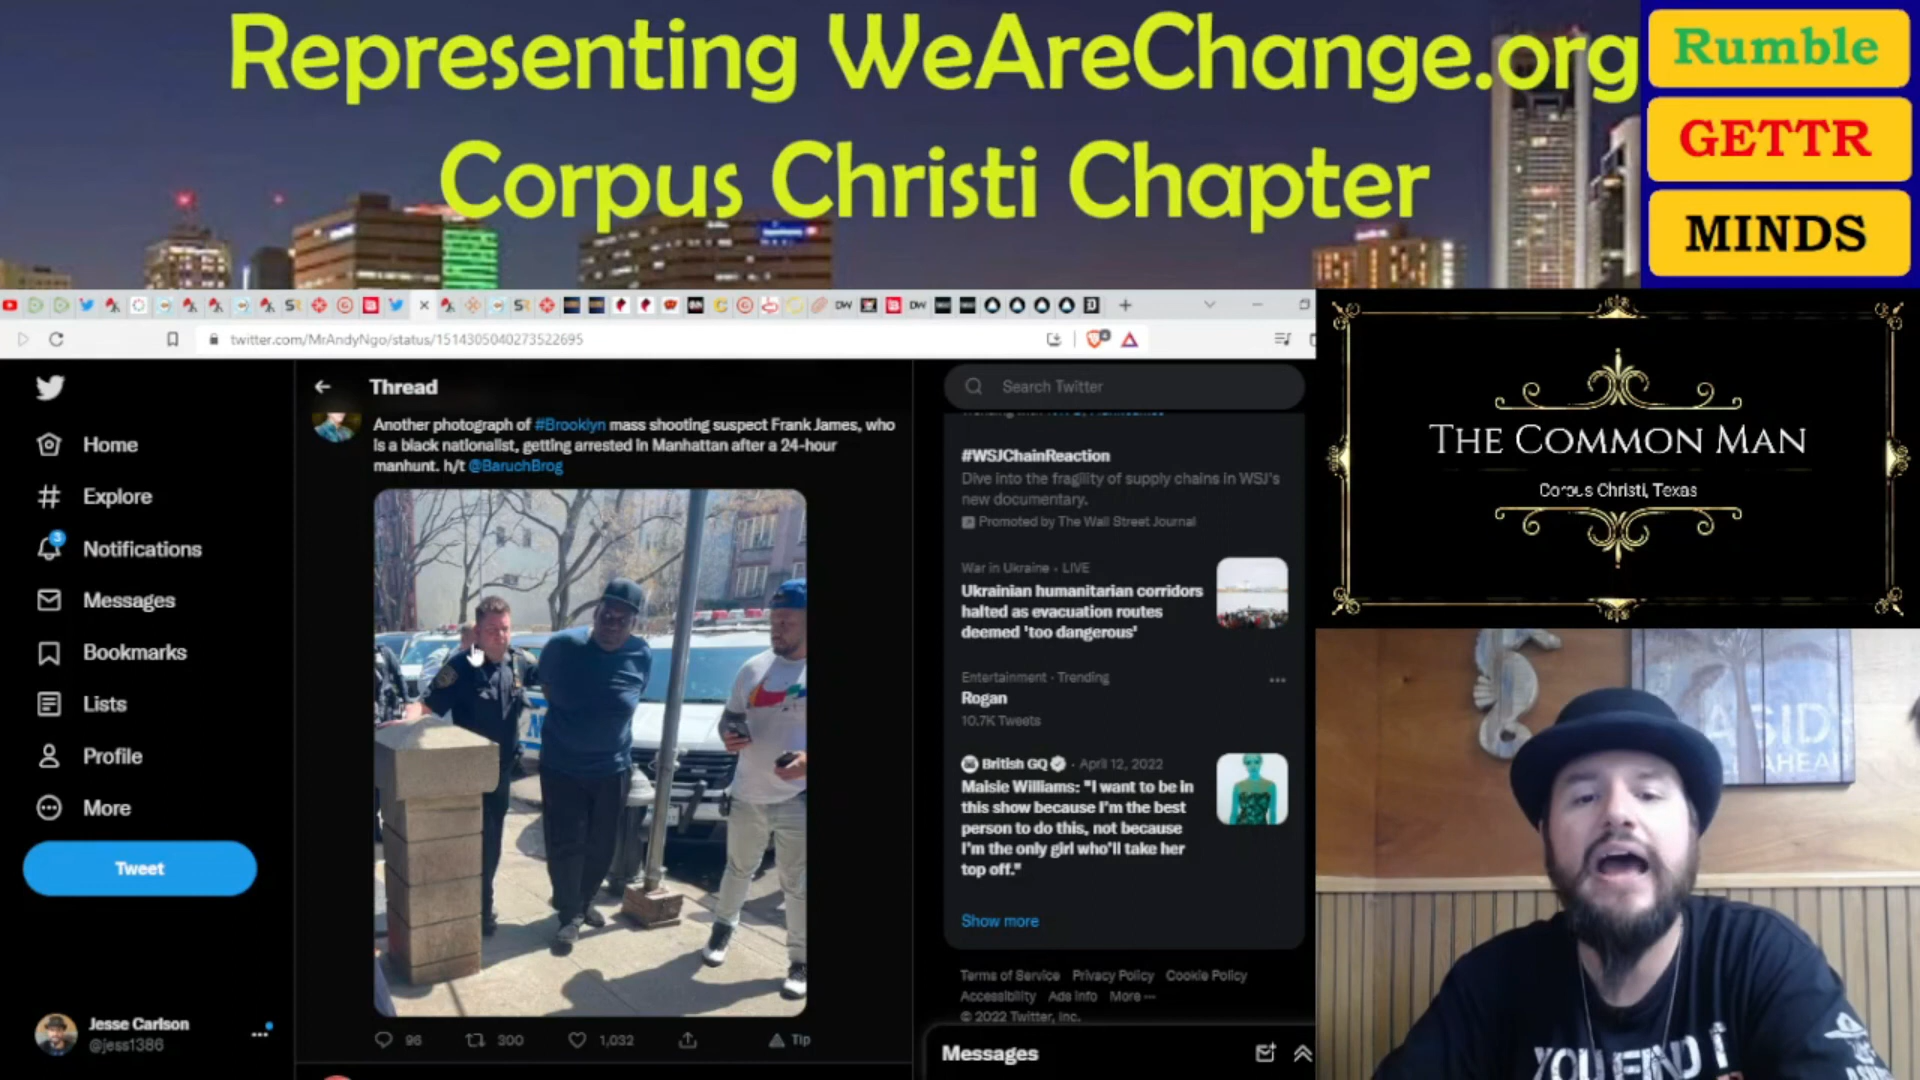 Representing WeAreChange.org
Corpus Christi Chapter
Rumble
GETTR
MINDS
twitter.com/MrAndyNgo/status/1514305040273522695
Home
Explore
3
Notifications
Messages
Bookmarks
Lists
Profile
More
Tweet
Jesse Carlson
@jess1386
Thread
Another photograph of #Brooklyn mass shooting suspect Frank James, who
is a black nationalist, getting arrested in Manhattan after a 24-hour
manhunt. h/t @BaruchBrog
96
300
1,032
Tip
Search Twitter
#WSJChainReaction
Dive into the fragility of supply chains in WSJ's
new documentary.
Promoted by The Wall Street Journal
War in Ukraine · LIVE
Ukrainian humanitarian corridors
halted as evacuation routes
deemed 'too dangerous'
Entertainment · Trending
Rogan
10.7K Tweets
British GQ · April 12, 2022
Maisie Williams: "I want to be in
this show because I'm the best
person to do this, not because
I'm the only girl who'll take her
top off."
Show more
Terms of Service Privacy Policy Cookie Policy
Accessibility Ads info More ···
© 2022 Twitter, Inc.
Messages
THE COMMON MAN
Corpus Christi, Texas
YOU FIND